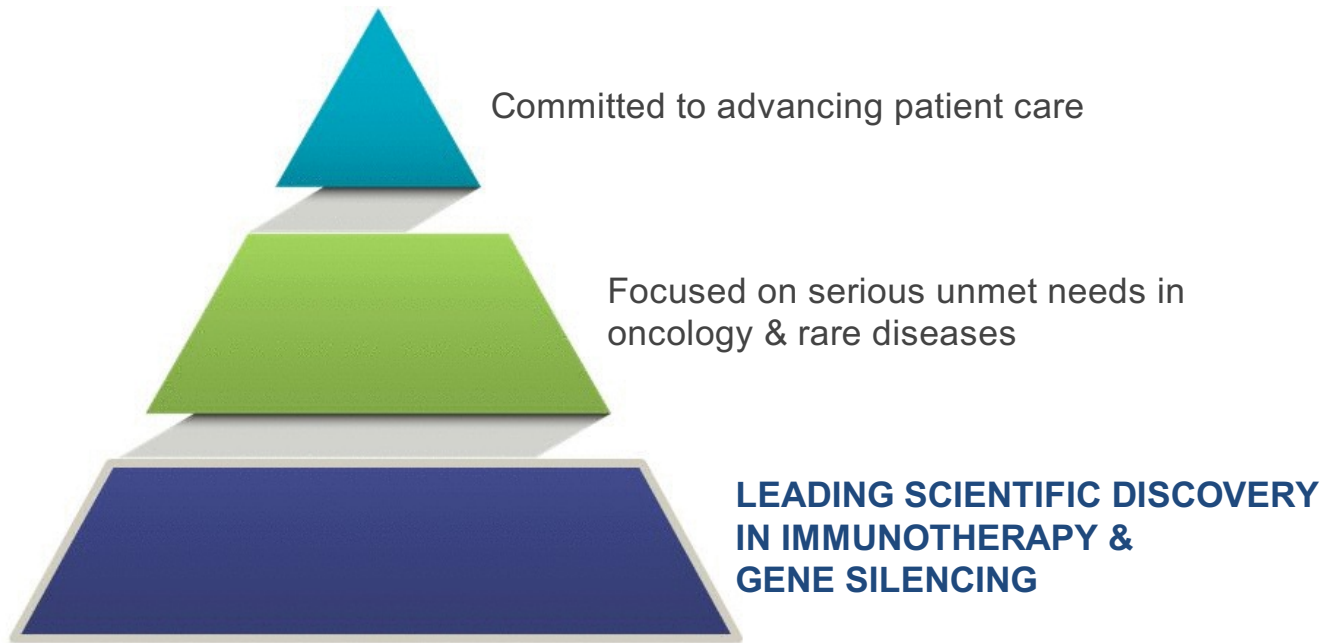 Committed to advancing patient care
Focused on serious unmet needs in
oncology & rare diseases
LEADING SCIENTIFIC DISCOVERY
IN IMMUNOTHERAPY &
GENE SILENCING